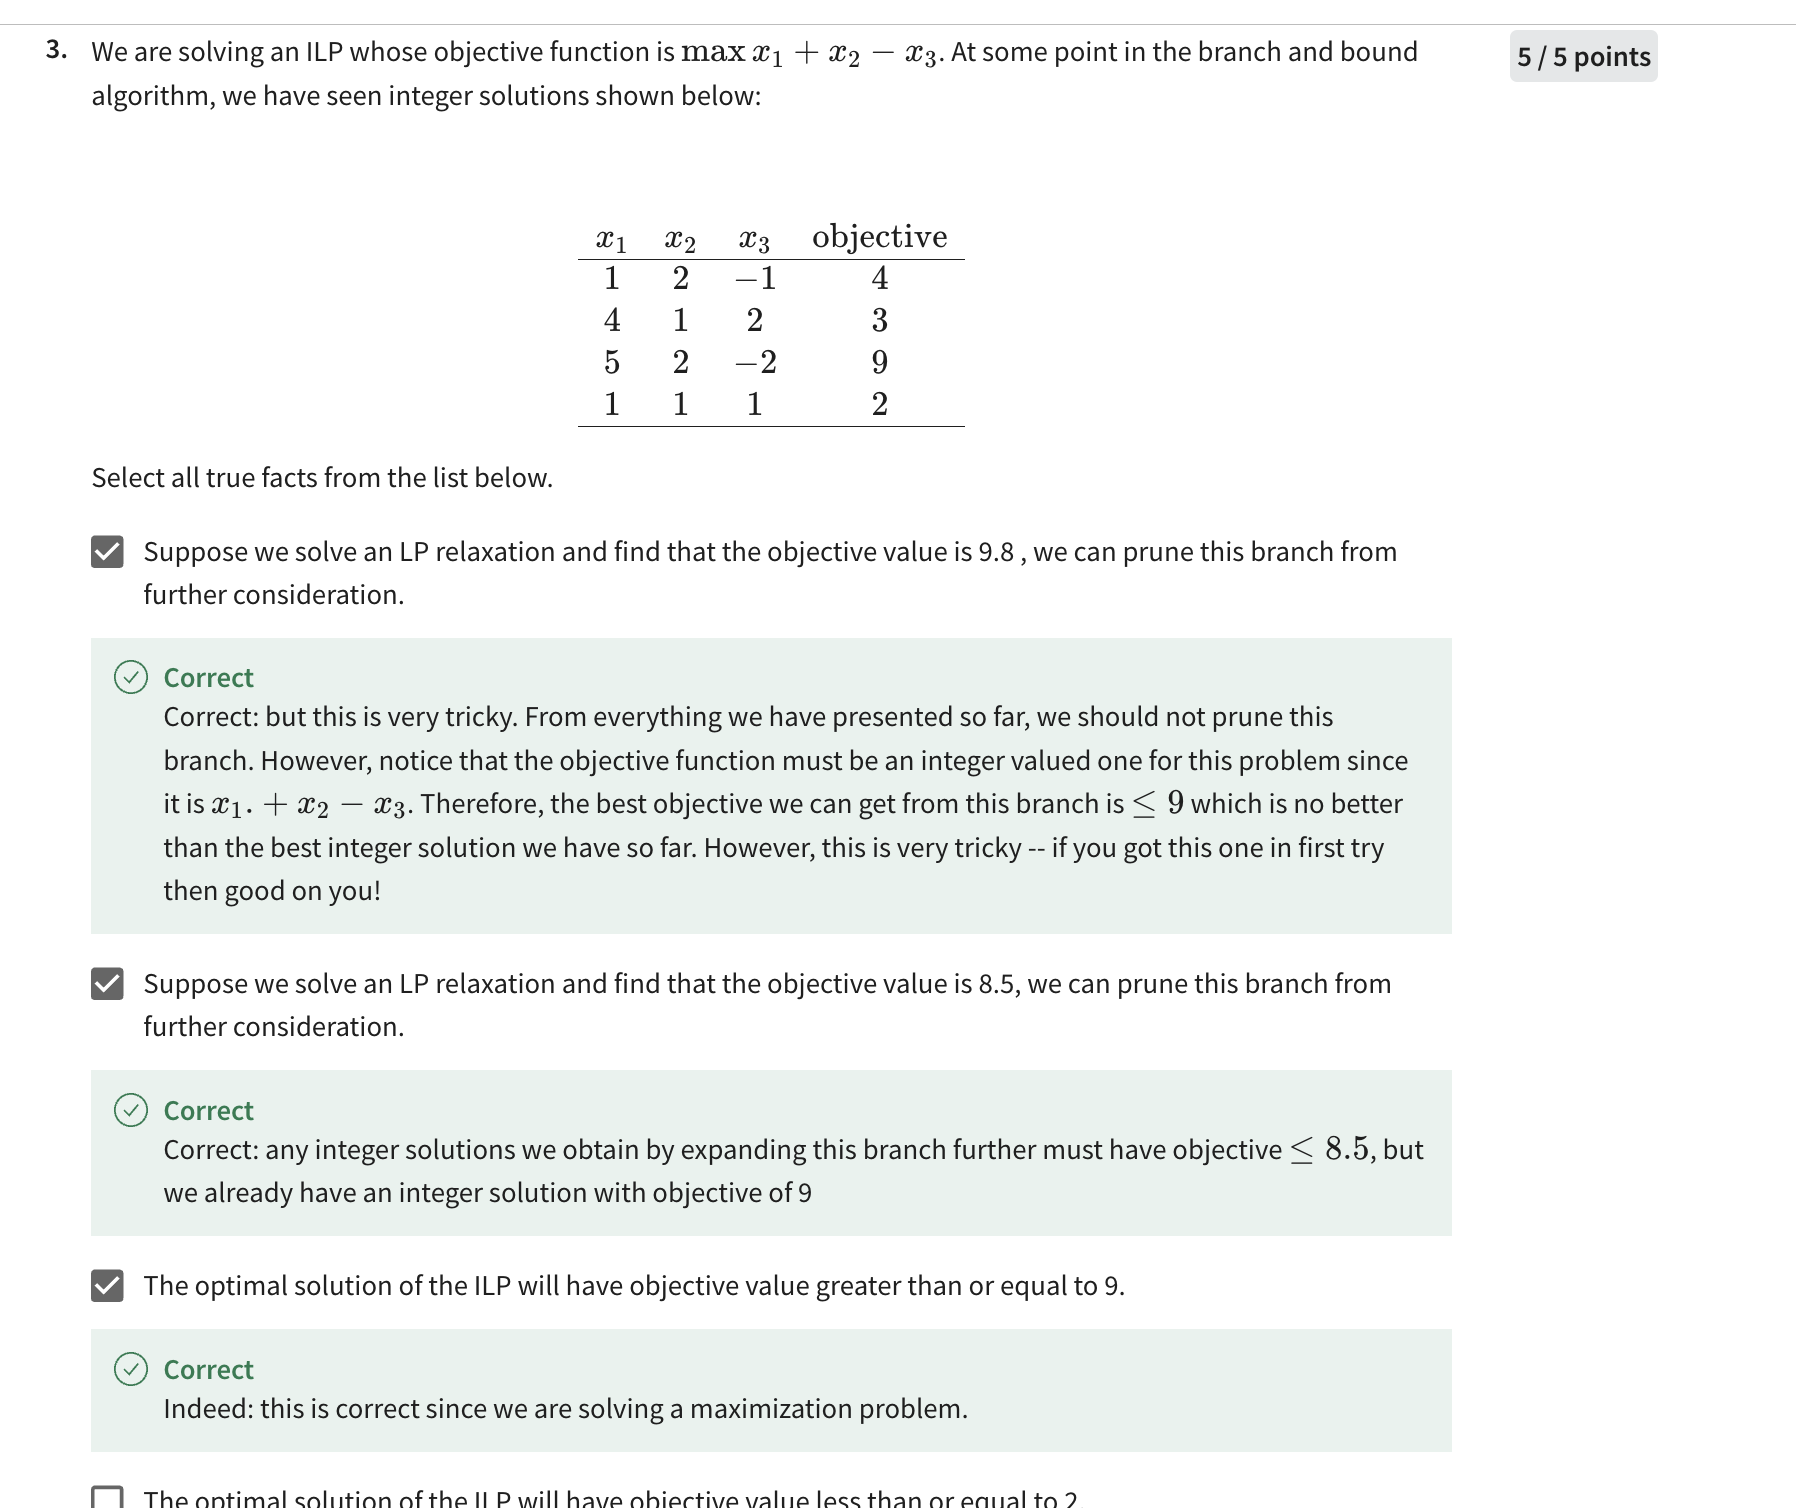 3. We are solving an ILP whose objective function is max x₁ + x₂ − x₃. At some point in the branch and bound
5 / 5 points
algorithm, we have seen integer solutions shown below:
x₁ x₂ x₃ objective
1 2 −1 4
4 1 2 3
5 2 −2 9
1 1 1 2
Select all true facts from the list below.
Suppose we solve an LP relaxation and find that the objective value is 9.8 , we can prune this branch from
further consideration.
Correct
Correct: but this is very tricky. From everything we have presented so far, we should not prune this
branch. However, notice that the objective function must be an integer valued one for this problem since
it is x₁. + x₂ − x₃. Therefore, the best objective we can get from this branch is ≤ 9 which is no better
than the best integer solution we have so far. However, this is very tricky -- if you got this one in first try
then good on you!
Suppose we solve an LP relaxation and find that the objective value is 8.5, we can prune this branch from
further consideration.
Correct
Correct: any integer solutions we obtain by expanding this branch further must have objective ≤ 8.5, but
we already have an integer solution with objective of 9
The optimal solution of the ILP will have objective value greater than or equal to 9.
Correct
Indeed: this is correct since we are solving a maximization problem.
The optimal solution of the ILP will have objective value less than or equal to 2.